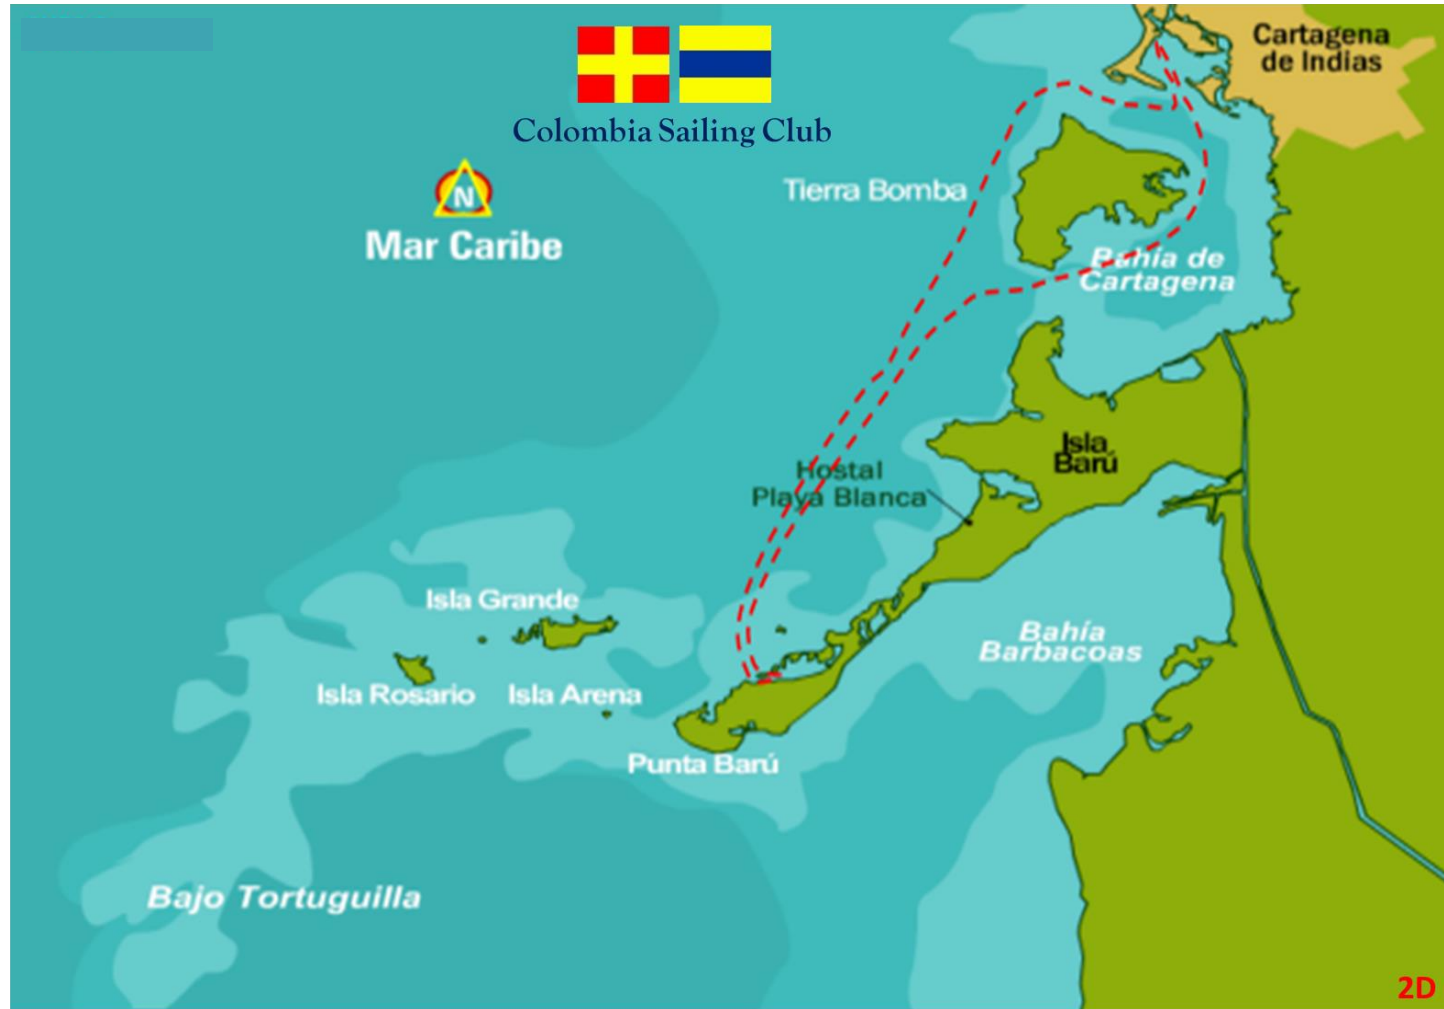 Cartagena
de Indias
Colombia Sailing Club
Tierra Bomba
N
Mar Caribe
Bahía de
Cartagena
Isla
Barú
Hostal
Playa Blanca
Isla Grande
Bahía
Barbacoas
Isla Rosario
Isla Arena
Punta Barú
Bajo Tortuguilla
2D